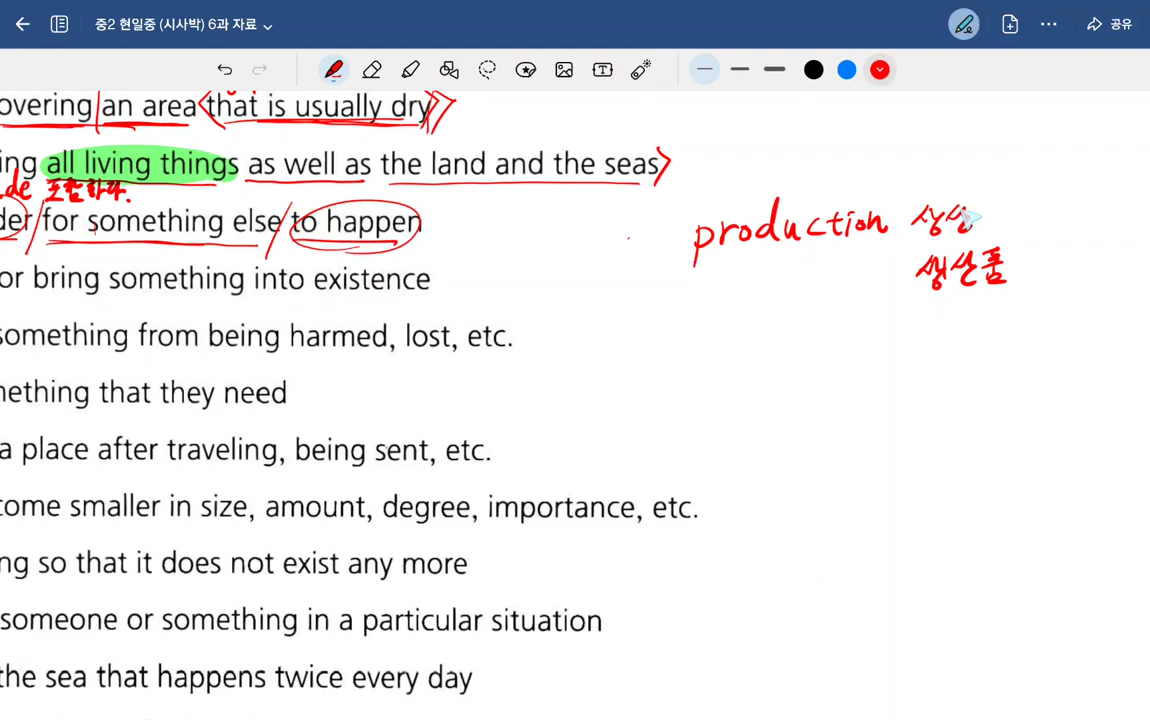 중2 현일중 (시사박) 6과 자료
공유
overing an area that is usually dry
ing all living things as well as the land and the seas
de 포함하다.
der for something else to happen
production 생산
생산품
or bring something into existence
something from being harmed, lost, etc.
nething that they need
a place after traveling, being sent, etc.
come smaller in size, amount, degree, importance, etc.
ng so that it does not exist any more
someone or something in a particular situation
the sea that happens twice every day